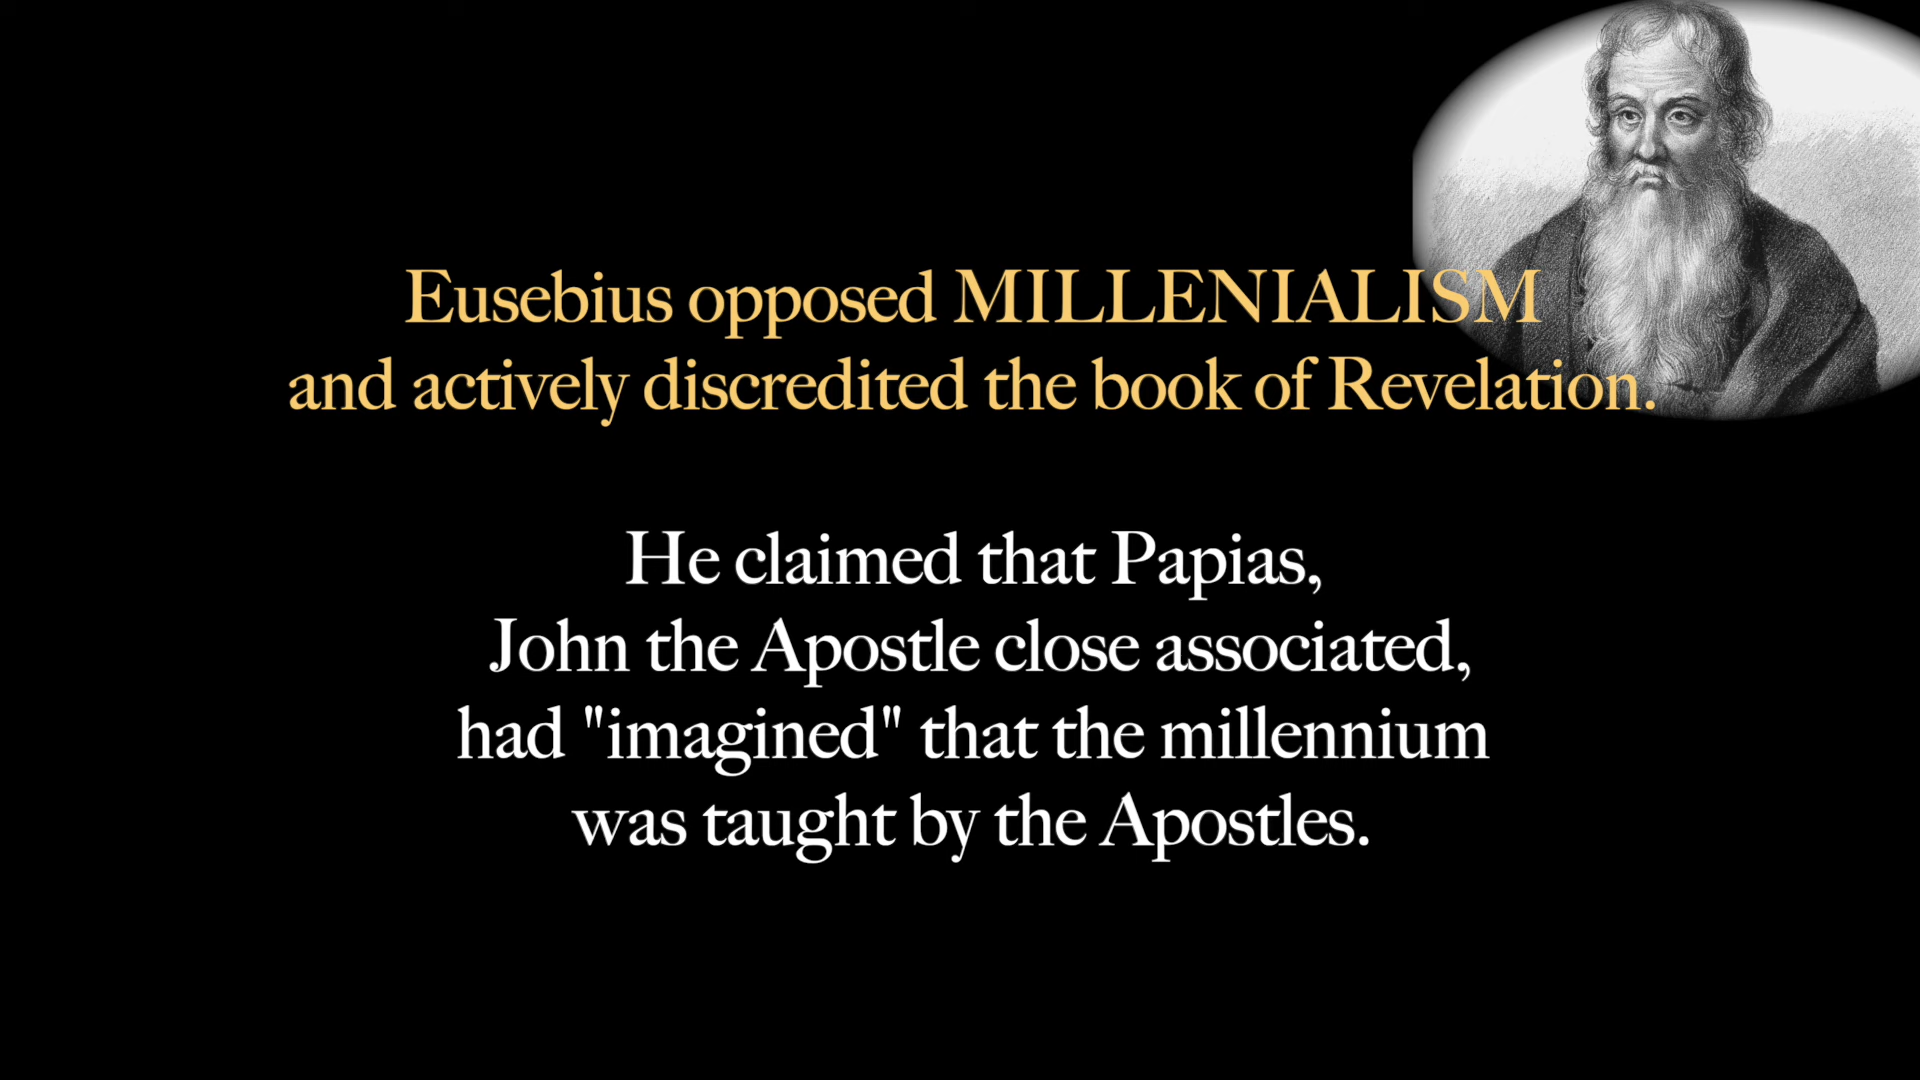 Eusebius opposed MILLENIALISM
and actively discredited the book of Revelation.
He claimed that Papias,
John the Apostle close associated,
had "imagined" that the millennium
was taught by the Apostles.